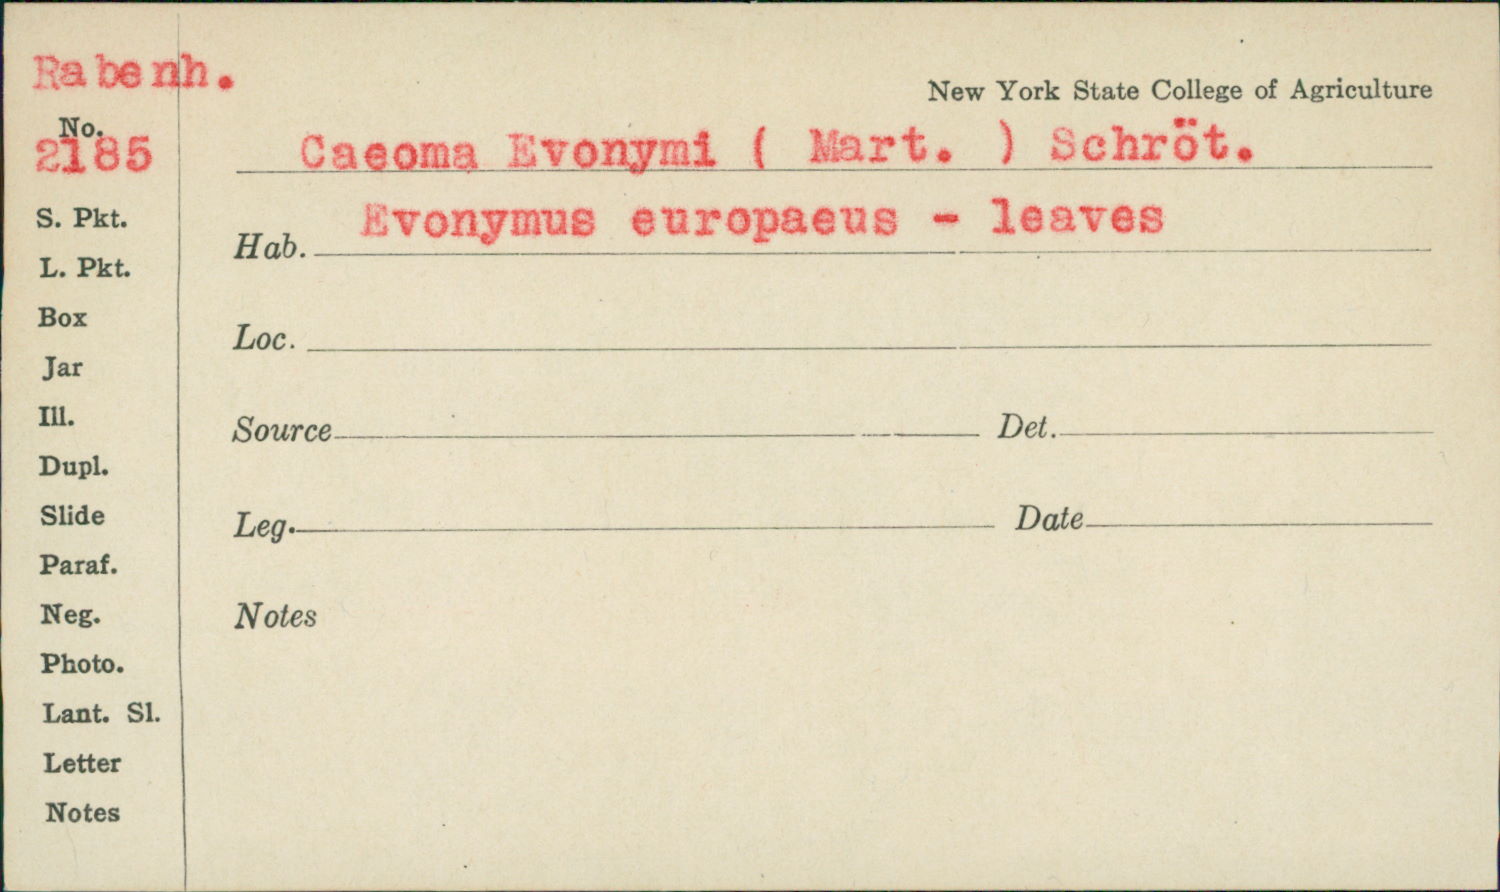 Rabenh.
New York State College of Agriculture
No.
2185
Caeoma Evonymi ( Mart. ) Schröt.
S. Pkt.
Evonymus europaeus - leaves
Hab.
L. Pkt.
Box
Loc.
Jar
Ill.
Source Det.
Dupl.
Slide
Leg. Date
Paraf.
Neg.
Notes
Photo.
Lant. Sl.
Letter
Notes